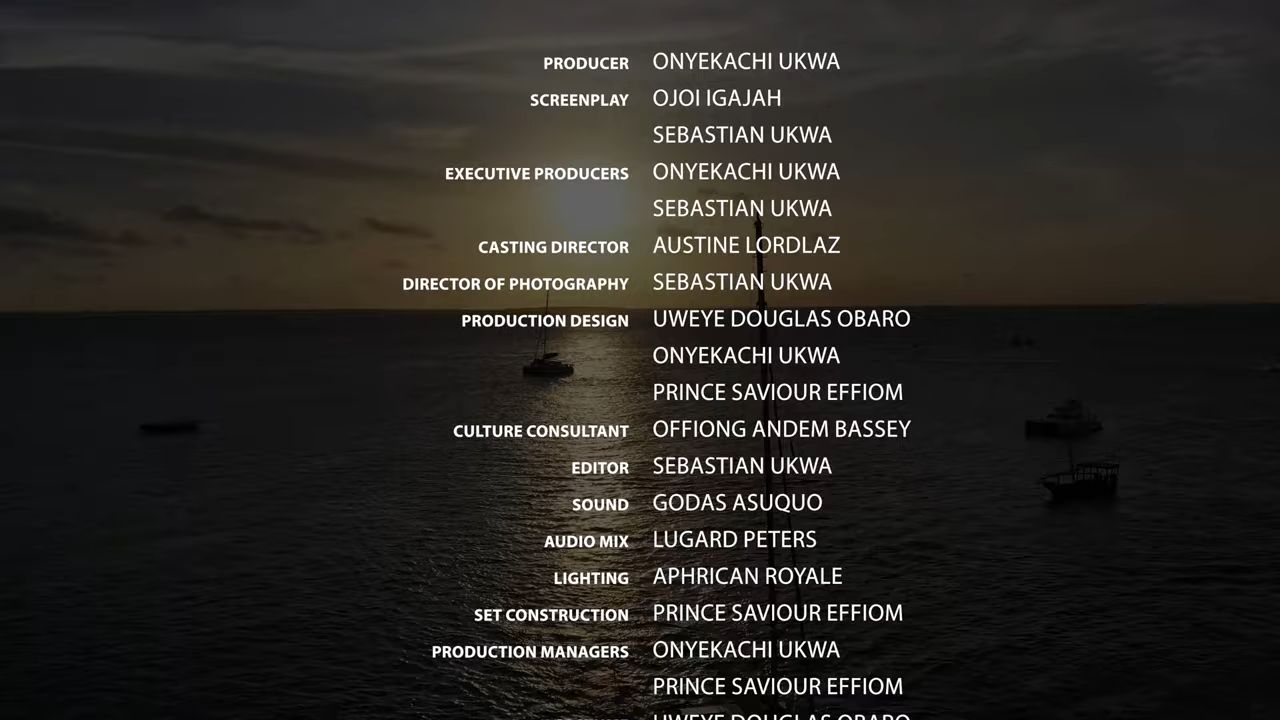 PRODUCER ONYEKACHI UKWA
SCREENPLAY OJOI IGAJAH
SEBASTIAN UKWA
EXECUTIVE PRODUCERS ONYEKACHI UKWA
SEBASTIAN UKWA
CASTING DIRECTOR AUSTINE LORDLAZ
DIRECTOR OF PHOTOGRAPHY SEBASTIAN UKWA
PRODUCTION DESIGN UWEYE DOUGLAS OBARO
ONYEKACHI UKWA
PRINCE SAVIOUR EFFIOM
CULTURE CONSULTANT OFFIONG ANDEM BASSEY
EDITOR SEBASTIAN UKWA
SOUND GODAS ASUQUO
AUDIO MIX LUGARD PETERS
LIGHTING APHRICAN ROYALE
SET CONSTRUCTION PRINCE SAVIOUR EFFIOM
PRODUCTION MANAGERS ONYEKACHI UKWA
PRINCE SAVIOUR EFFIOM
UWEYE DOUGLAS OBARO